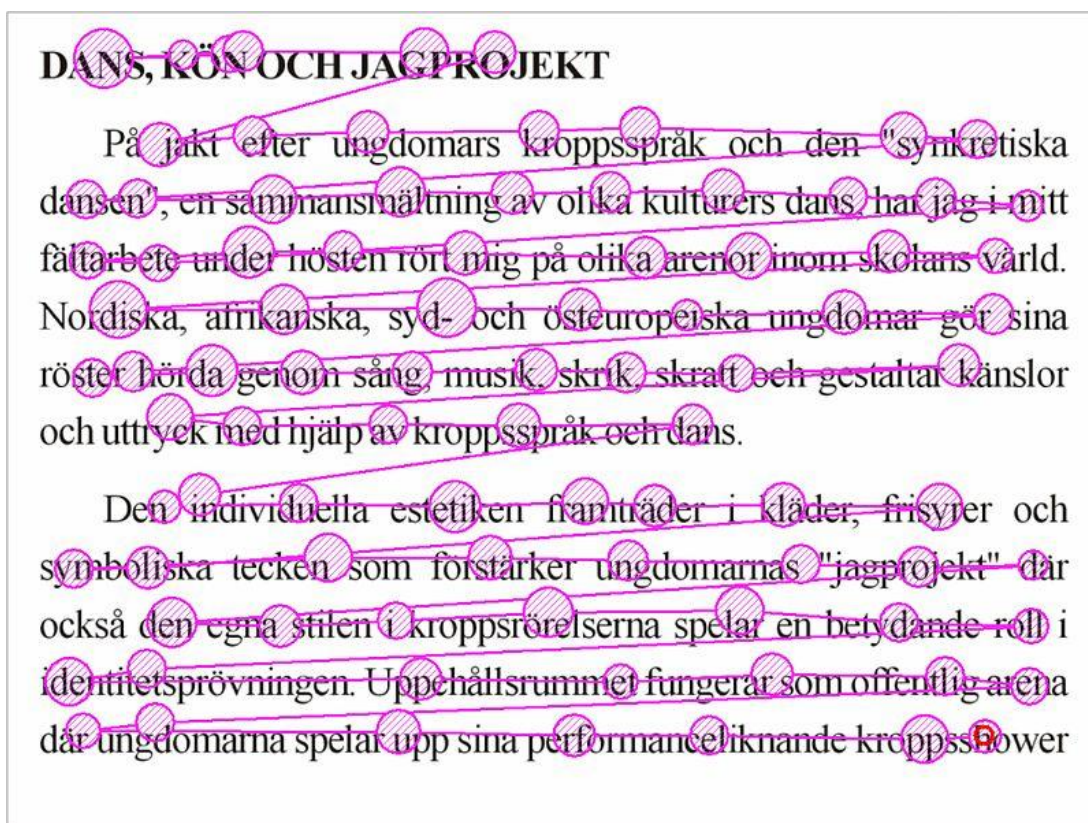 DANS, KÖN OCH JAGPROJEKT
På jakt efter ungdomars kroppsspråk och den "synkretiska
dansen", en sammansmältning av olika kulturers dans, har jag i mitt
fältarbete under hösten rört mig på olika arenor inom skolans värld.
Nordiska, afrikanska, syd- och östeuropeiska ungdomar gör sina
röster hörda genom sång, musik, skrik, skratt och gestaltar känslor
och uttryck med hjälp av kroppsspråk och dans.
Den individuella estetiken framträder i kläder, frisyrer och
symboliska tecken som förstärker ungdomarnas "jagprojekt" där
också den egna stilen i kroppsrörelserna spelar en betydande roll i
identitetsprövningen. Uppehållsrummet fungerar som offentlig arena
där ungdomarna spelar upp sina performanceliknande kroppsshower